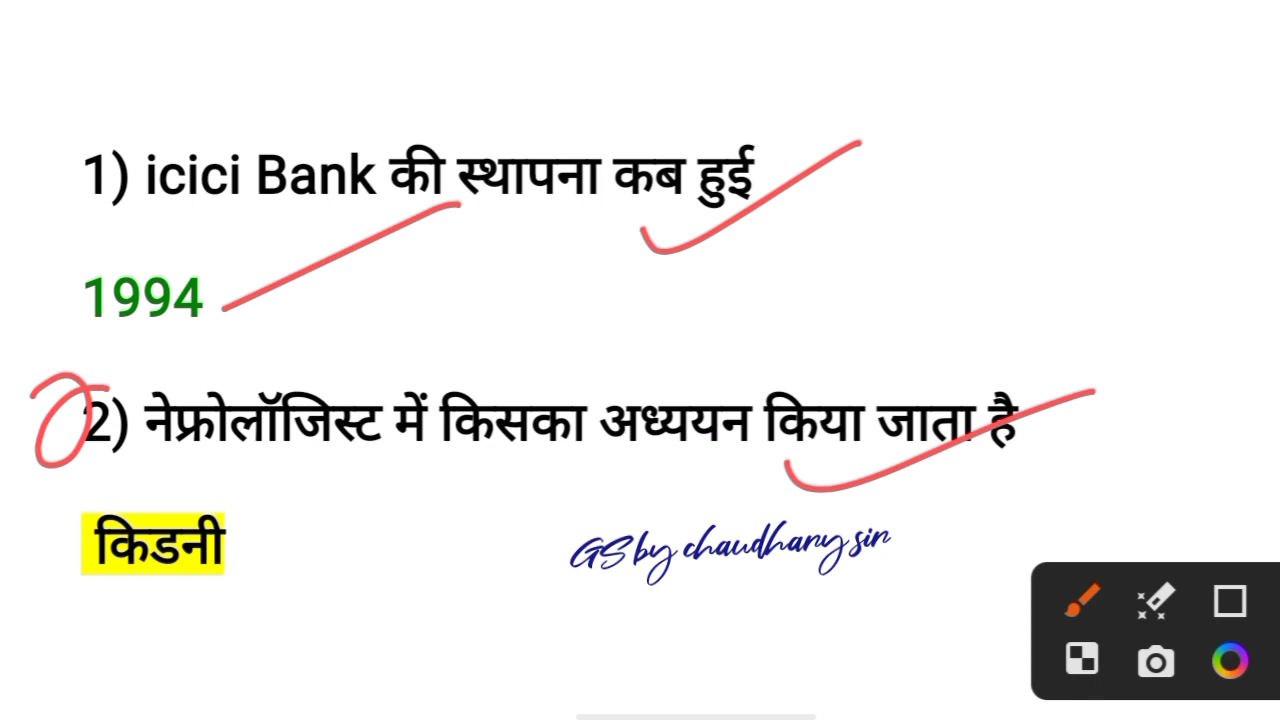 1) icici Bank की स्थापना कब हुई
1994
2) नेफ्रोलॉजिस्ट में किसका अध्ययन किया जाता है
किडनी
GS by chaudhary sir